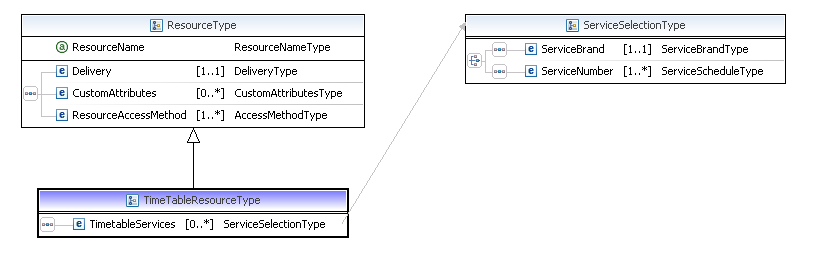 ResourceType
ResourceName ResourceNameType
Delivery [1..1] DeliveryType
CustomAttributes [0..*] CustomAttributesType
ResourceAccessMethod [1..*] AccessMethodType
TimeTableResourceType
TimetableServices [0..*] ServiceSelectionType
ServiceSelectionType
ServiceBrand [1..1] ServiceBrandType
ServiceNumber [1..*] ServiceScheduleType